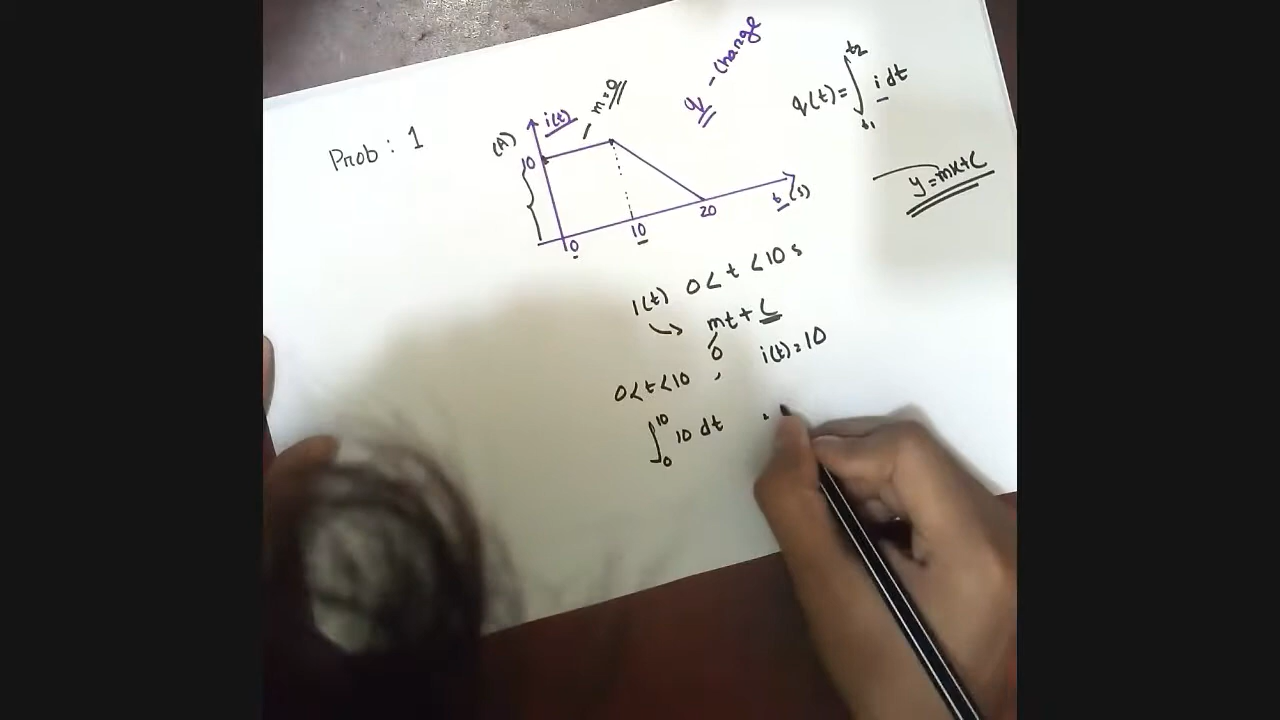 Prob : 1
(A)
i(t)
m=0
10
0
10
20
t (s)
q - change
q(t) = ∫ t1 t2 i dt
y = mx + c
i(t) 0 < t < 10 s
↳ mt + C
0
0 < t < 10 , i(t) = 10
∫ 0 10 10 dt